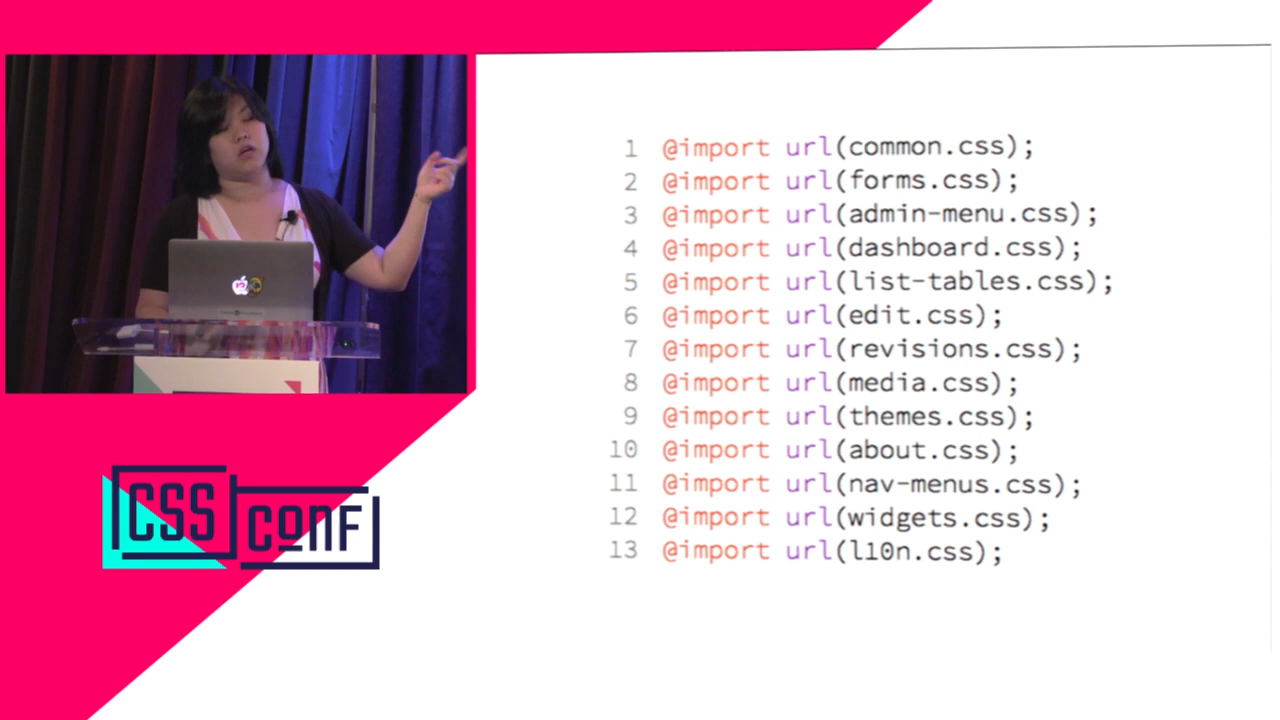 1 @import url(common.css);
2 @import url(forms.css);
3 @import url(admin-menu.css);
4 @import url(dashboard.css);
5 @import url(list-tables.css);
6 @import url(edit.css);
7 @import url(revisions.css);
8 @import url(media.css);
9 @import url(themes.css);
10 @import url(about.css);
11 @import url(nav-menus.css);
12 @import url(widgets.css);
13 @import url(l10n.css);
CSS
CONF